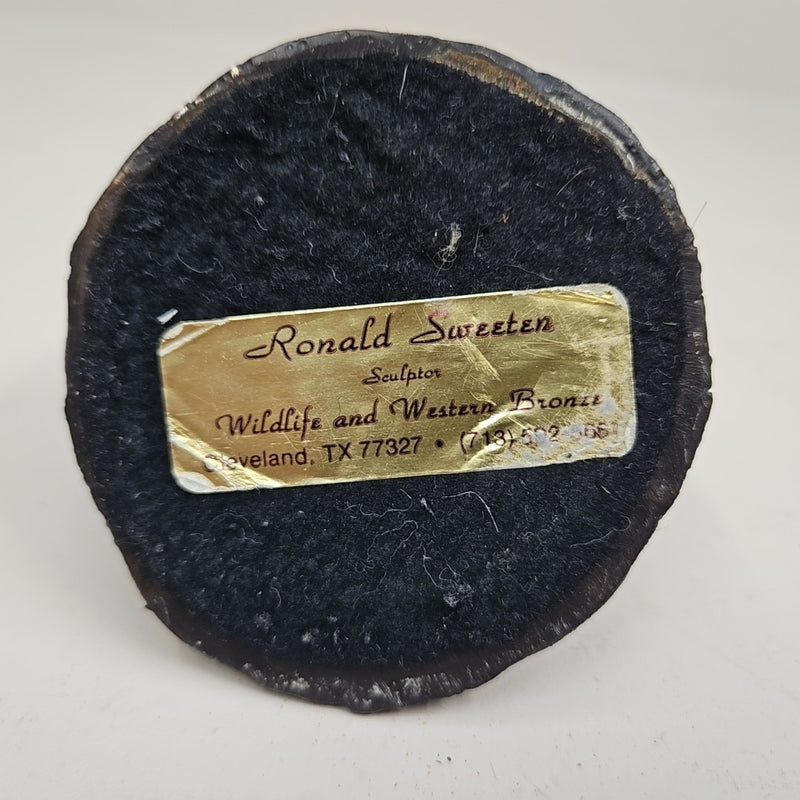 Ronald Sweeten
Sculptor
Wildlife and Western Bronze
Cleveland, TX 77327 • (713)